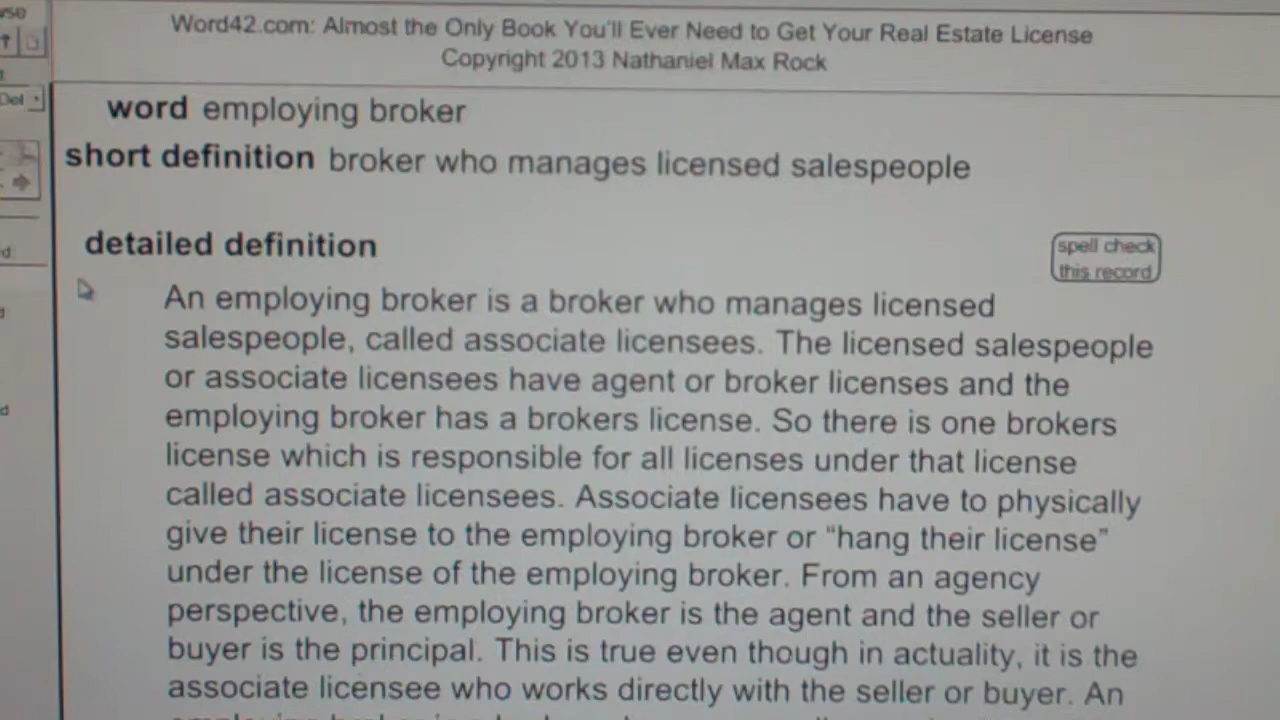 Word42.com: Almost the Only Book You'll Ever Need to Get Your Real Estate License
Copyright 2013 Nathaniel Max Rock
word employing broker
short definition broker who manages licensed salespeople
detailed definition
spell check
this record
An employing broker is a broker who manages licensed
salespeople, called associate licensees. The licensed salespeople
or associate licensees have agent or broker licenses and the
employing broker has a brokers license. So there is one brokers
license which is responsible for all licenses under that license
called associate licensees. Associate licensees have to physically
give their license to the employing broker or “hang their license”
under the license of the employing broker. From an agency
perspective, the employing broker is the agent and the seller or
buyer is the principal. This is true even though in actuality, it is the
associate licensee who works directly with the seller or buyer. An